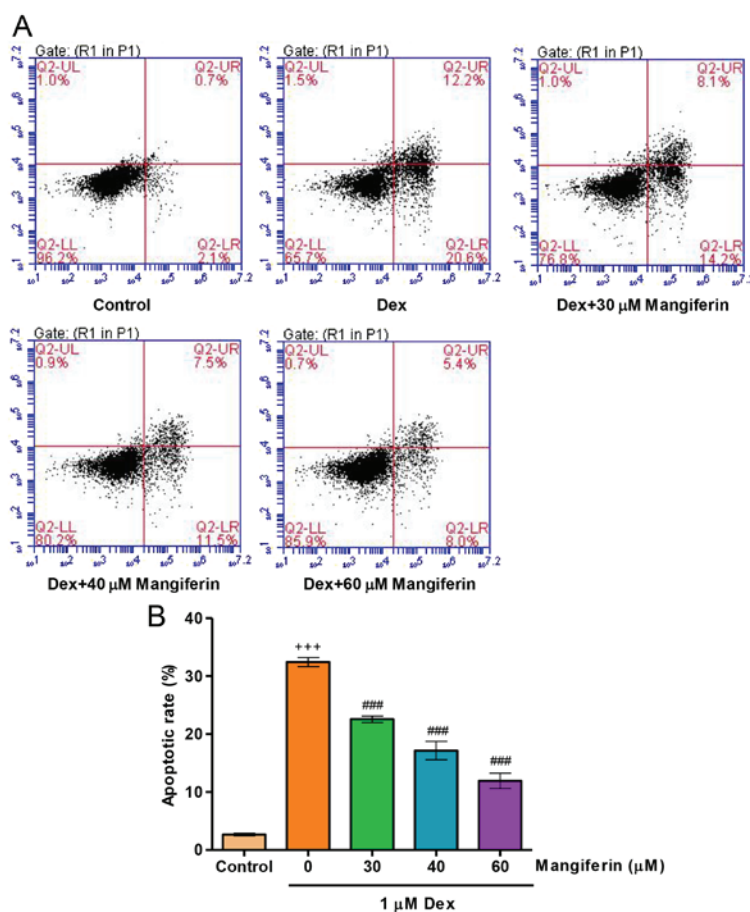 A
Gate: (R1 in P1)
Q2-UL Q2-UR
1.0% 0.7%
Q2-LL Q2-LR
96.2% 2.1%
Control
Gate: (R1 in P1)
Q2-UL Q2-UR
1.5% 12.2%
Q2-LL Q2-LR
65.7% 20.6%
Dex
Gate: (R1 in P1)
Q2-UL Q2-UR
1.0% 8.1%
Q2-LL Q2-LR
76.8% 14.2%
Dex+30 μM Mangiferin
Gate: (R1 in P1)
Q2-UL Q2-UR
0.9% 7.5%
Q2-LL Q2-LR
80.2% 11.5%
Dex+40 μM Mangiferin
Gate: (R1 in P1)
Q2-UL Q2-UR
0.7% 5.4%
Q2-LL Q2-LR
85.9% 8.0%
Dex+60 μM Mangiferin
B
Apoptotic rate (%)
40
30
20
10
0
+++
###
###
###
Control 0 30 40 60 Mangiferin (μM)
1 μM Dex